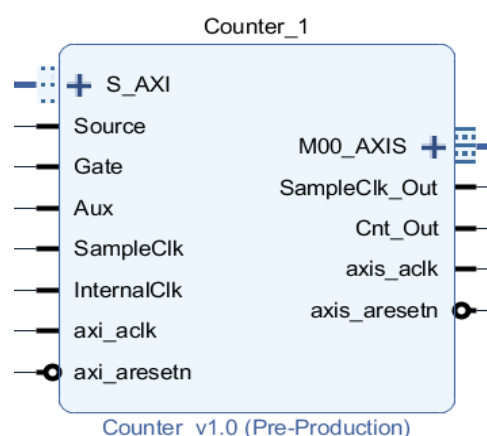 Counter_1
S_AXI
Source
Gate
Aux
SampleClk
InternalClk
axi_aclk
axi_aresetn
M00_AXIS
SampleClk_Out
Cnt_Out
axis_aclk
axis_aresetn
Counter_v1.0 (Pre-Production)